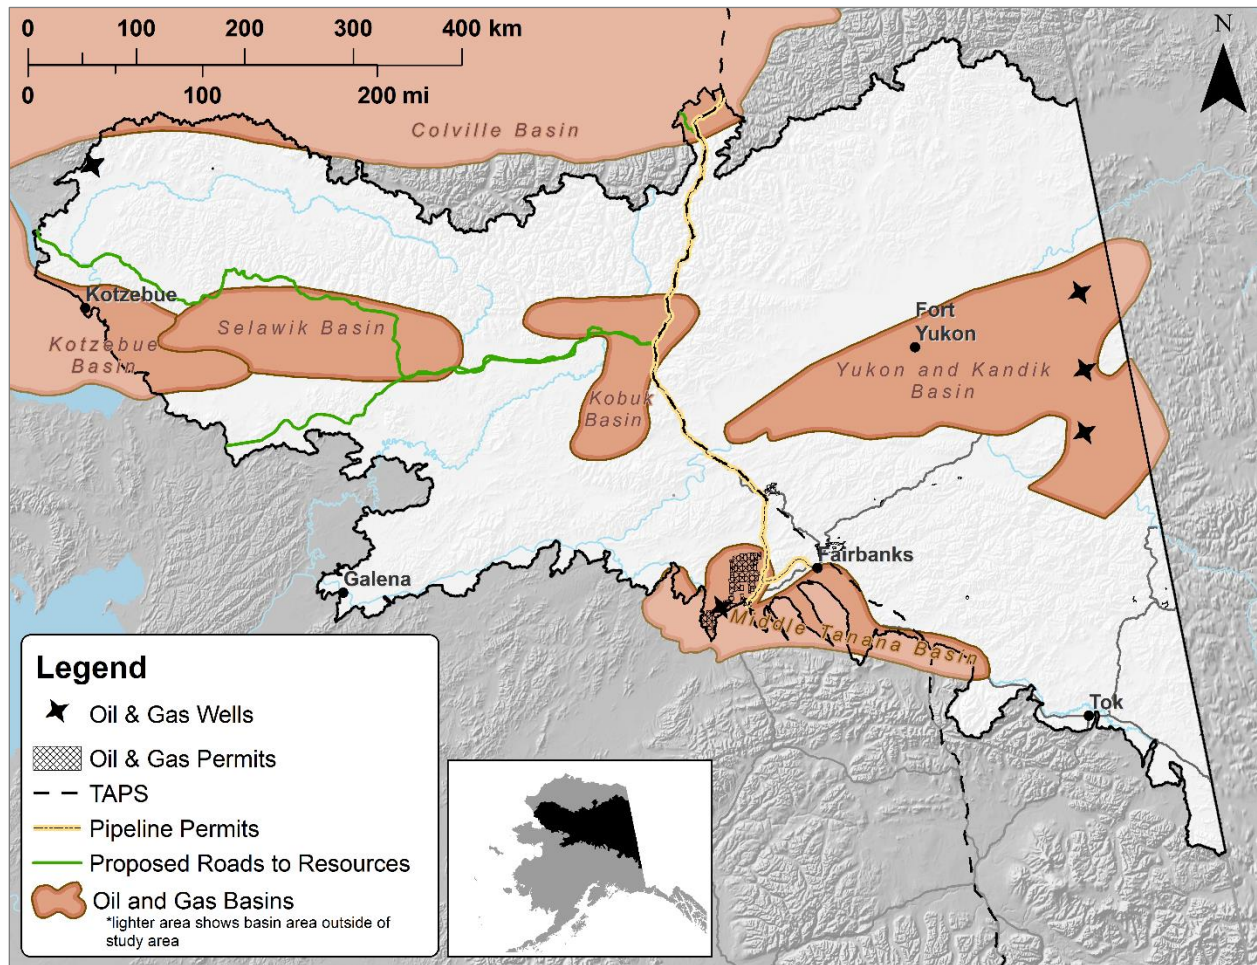 0 100 200 300 400 km
0 100 200 mi
N
Colville Basin
Kotzebue
Selawik Basin
Kotzebue
Basin
Kobuk
Basin
Fort
Yukon
Yukon and Kandik
Basin
Fairbanks
Galena
Middle Tanana Basin
Tok
Legend
Oil & Gas Wells
Oil & Gas Permits
TAPS
Pipeline Permits
Proposed Roads to Resources
Oil and Gas Basins
*lighter area shows basin area outside of
study area